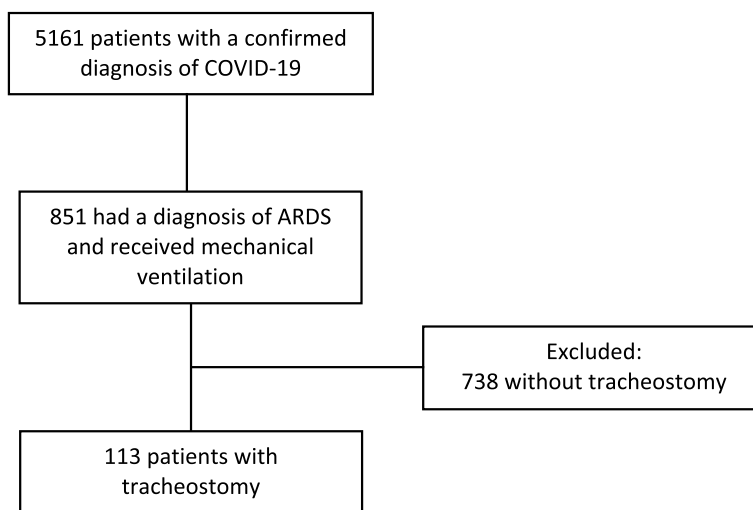 5161 patients with a confirmed
diagnosis of COVID-19
851 had a diagnosis of ARDS
and received mechanical
ventilation
Excluded:
738 without tracheostomy
113 patients with
tracheostomy